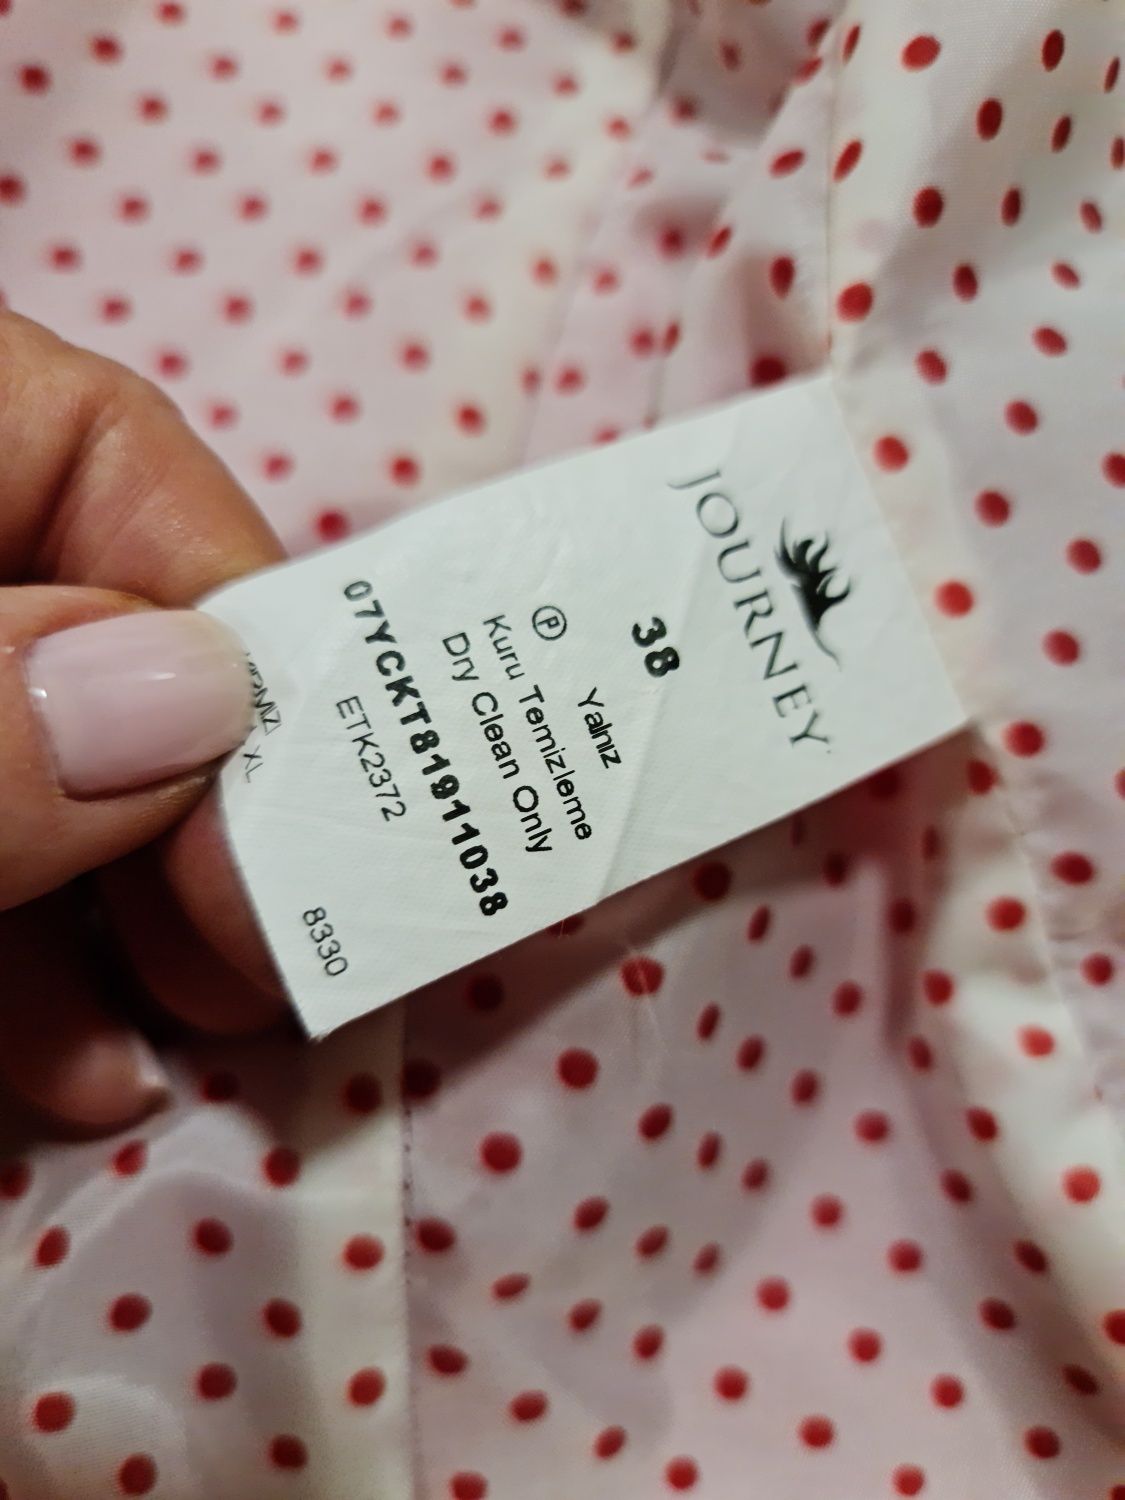 JOURNEY
38
P
Yalnız
Kuru Temizleme
Dry Clean Only
07YCKT81911038
ETK2372
8330
XL